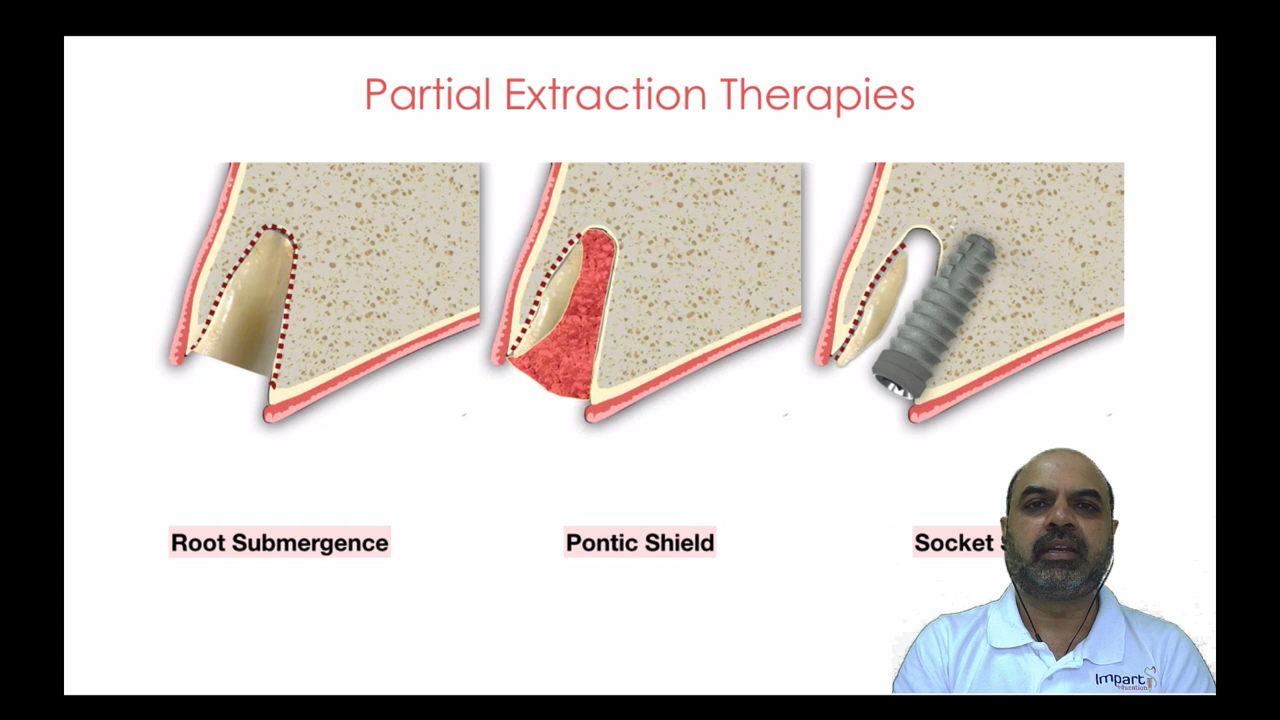 Partial Extraction Therapies
Root Submergence
Pontic Shield
Socket
Impart